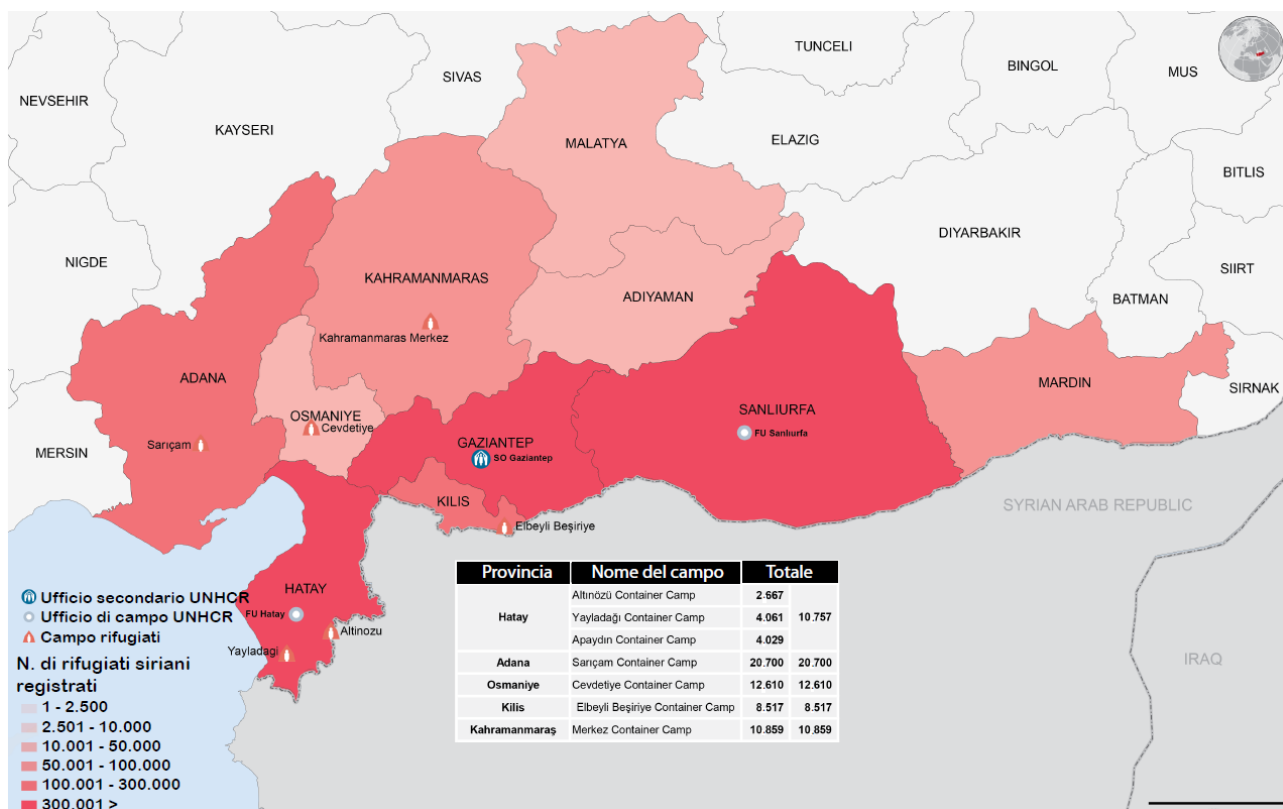 TUNCELI
BINGOL
MUS
SIVAS
NEVSEHIR
KAYSERI
MALATYA
ELAZIG
BITLIS
DIYARBAKIR
NIGDE
SIIRT
KAHRAMANMARAS
ADIYAMAN
BATMAN
Kahramanmaras Merkez
ADANA
MARDIN
SIRNAK
SANLIURFA
OSMANIYE
Cevdetiye
FU Sanlıurfa
GAZIANTEP
SO Gaziantep
Sarıçam
MERSIN
KILIS
SYRIAN ARAB REPUBLIC
Elbeyli Beşiriye
HATAY
FU Hatay
Altinozu
Yayladagi
IRAQ
Ufficio secondario UNHCR
Ufficio di campo UNHCR
Campo rifugiati
N. di rifugiati siriani
registrati
1 - 2.500
2.501 - 10.000
10.001 - 50.000
50.001 - 100.000
100.001 - 300.000
300.001 >
Provincia Nome del campo Totale
Altınözü Container Camp 2.667
Hatay Yayladağı Container Camp 4.061 10.757
Apaydın Container Camp 4.029
Adana Sarıçam Container Camp 20.700 20.700
Osmaniye Cevdetiye Container Camp 12.610 12.610
Kilis Elbeyli Beşiriye Container Camp 8.517 8.517
Kahramanmaraş Merkez Container Camp 10.859 10.859